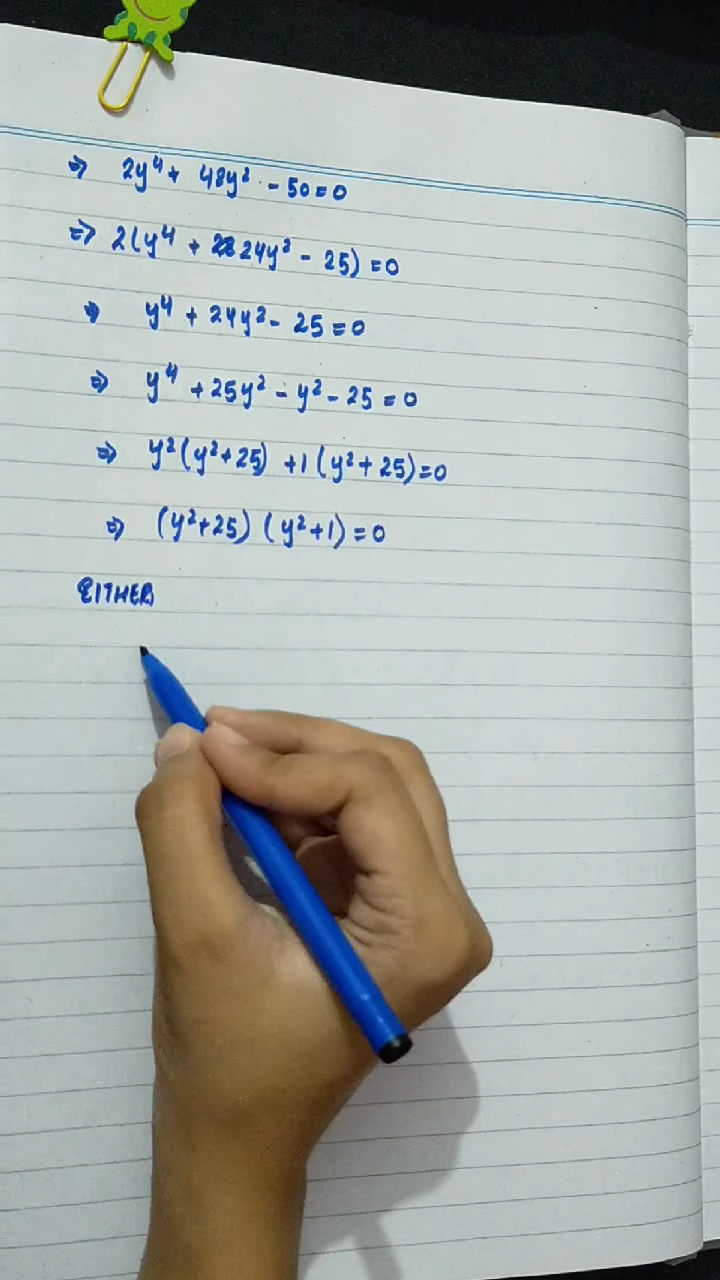 ⇒ 2y⁴ + 48y² - 50 = 0
⇒ 2(y⁴ + 24y² - 25) = 0
⇒ y⁴ + 24y² - 25 = 0
⇒ y⁴ + 25y² - y² - 25 = 0
⇒ y²(y²+25) +1(y²+25)=0
⇒ (y²+25) (y²+1) = 0
EITHER